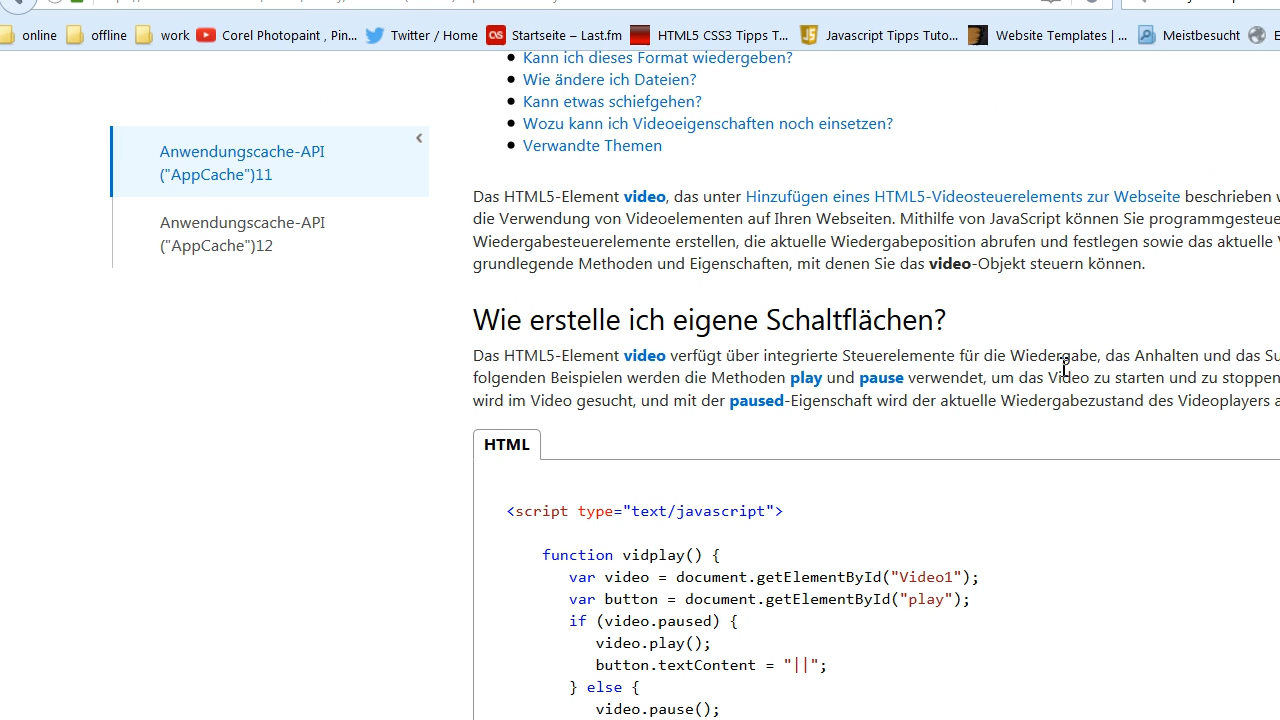 online offline work Corel Photopaint , Pin... Twitter / Home Startseite – Last.fm HTML5 CSS3 Tipps T... Javascript Tipps Tuto... Website Templates | ... Meistbesucht
Kann ich dieses Format wiedergeben?
Wie ändere ich Dateien?
Kann etwas schiefgehen?
Wozu kann ich Videoeigenschaften noch einsetzen?
Verwandte Themen
Anwendungscache-API
("AppCache")11
Anwendungscache-API
("AppCache")12
Das HTML5-Element video, das unter Hinzufügen eines HTML5-Videosteuerelements zur Webseite beschrieben
die Verwendung von Videoelementen auf Ihren Webseiten. Mithilfe von JavaScript können Sie programmgesteue
Wiedergabesteuerelemente erstellen, die aktuelle Wiedergabeposition abrufen und festlegen sowie das aktuelle
grundlegende Methoden und Eigenschaften, mit denen Sie das video-Objekt steuern können.
Wie erstelle ich eigene Schaltflächen?
Das HTML5-Element video verfügt über integrierte Steuerelemente für die Wiedergabe, das Anhalten und das Su
folgenden Beispielen werden die Methoden play und pause verwendet, um das Video zu starten und zu stoppen
wird im Video gesucht, und mit der paused-Eigenschaft wird der aktuelle Wiedergabezustand des Videoplayers a
HTML
<script type="text/javascript">
function vidplay() {
var video = document.getElementById("Video1");
var button = document.getElementById("play");
if (video.paused) {
video.play();
button.textContent = "||";
} else {
video.pause();